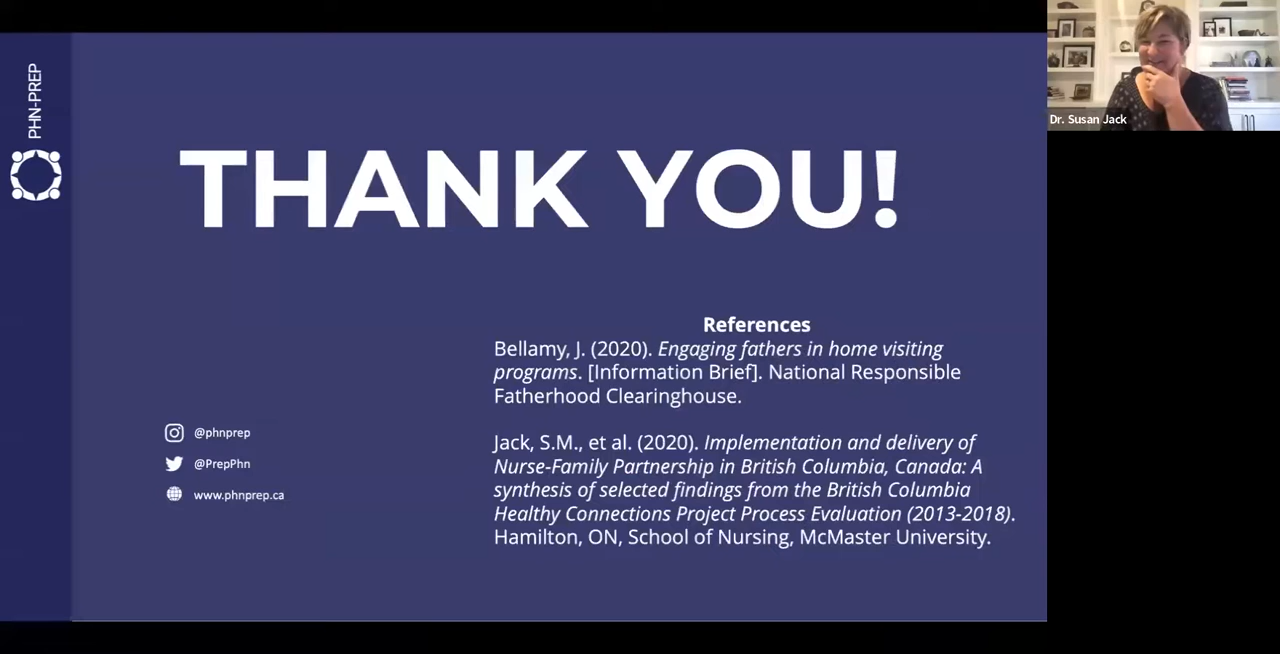 PHN-PREP
THANK YOU!
References
Bellamy, J. (2020). Engaging fathers in home visiting
programs. [Information Brief]. National Responsible
Fatherhood Clearinghouse.
Jack, S.M., et al. (2020). Implementation and delivery of
Nurse-Family Partnership in British Columbia, Canada: A
synthesis of selected findings from the British Columbia
Healthy Connections Project Process Evaluation (2013-2018).
Hamilton, ON, School of Nursing, McMaster University.
@phnprep
@PrepPhn
www.phnprep.ca
Dr. Susan Jack